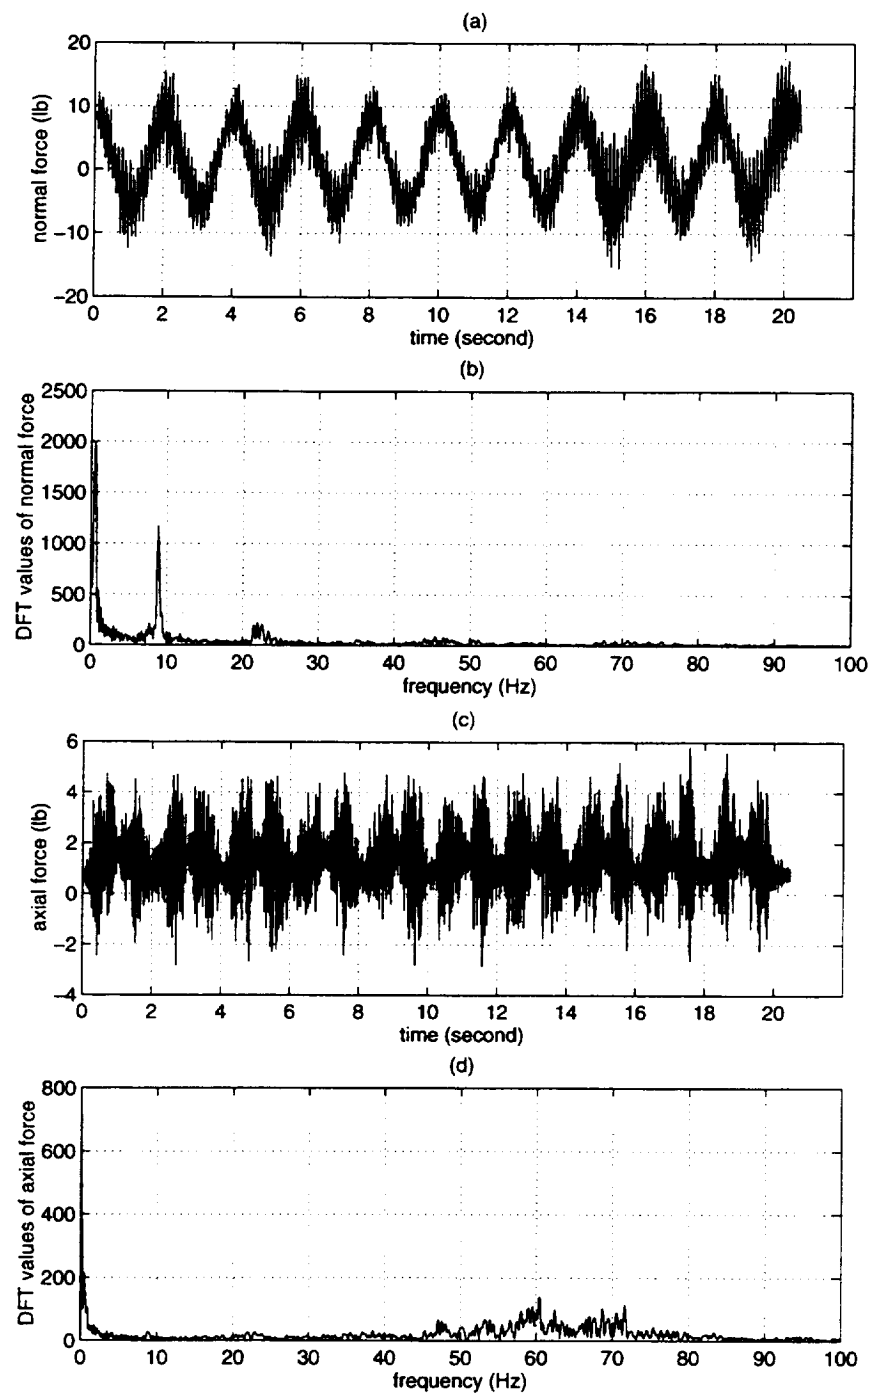 (a)
20
10
0
−10
−20
normal force (lb)
0 2 4 6 8 10 12 14 16 18 20
time (second)
(b)
2500
2000
1500
1000
500
0
DFT values of normal force
0 10 20 30 40 50 60 70 80 90 100
frequency (Hz)
(c)
6
4
2
0
−2
−4
axial force (lb)
0 2 4 6 8 10 12 14 16 18 20
time (second)
(d)
800
600
400
200
0
DFT values of axial force
0 10 20 30 40 50 60 70 80 90 100
frequency (Hz)